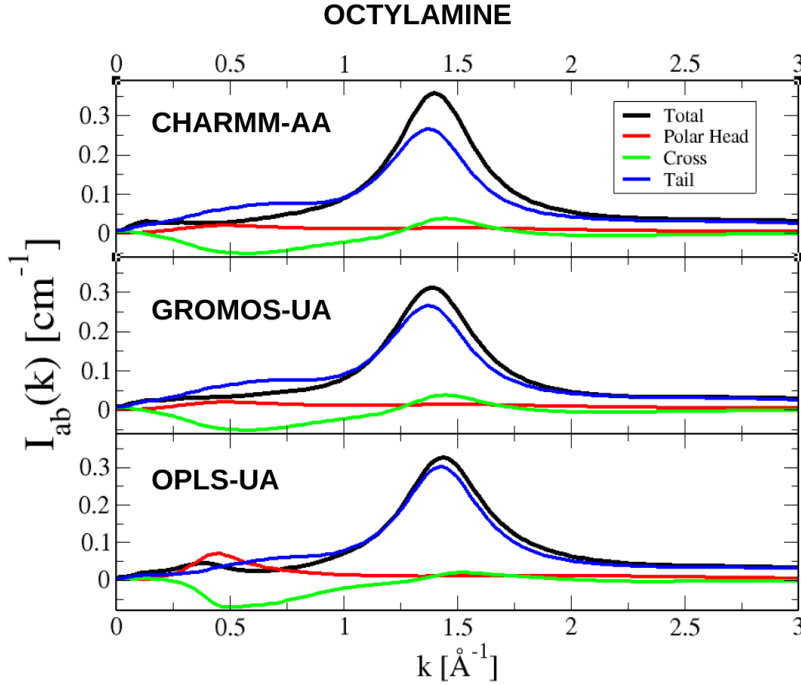 OCTYLAMINE
0 0.5 1 1.5 2 2.5 3
CHARMM-AA
Total
Polar Head
Cross
Tail
0.3
0.2
0.1
0
GROMOS-UA
0.3
0.2
0.1
0
OPLS-UA
0.3
0.2
0.1
0
I_ab(k) [cm^-1]
0 0.5 1 1.5 2 2.5 3
k [Å^-1]